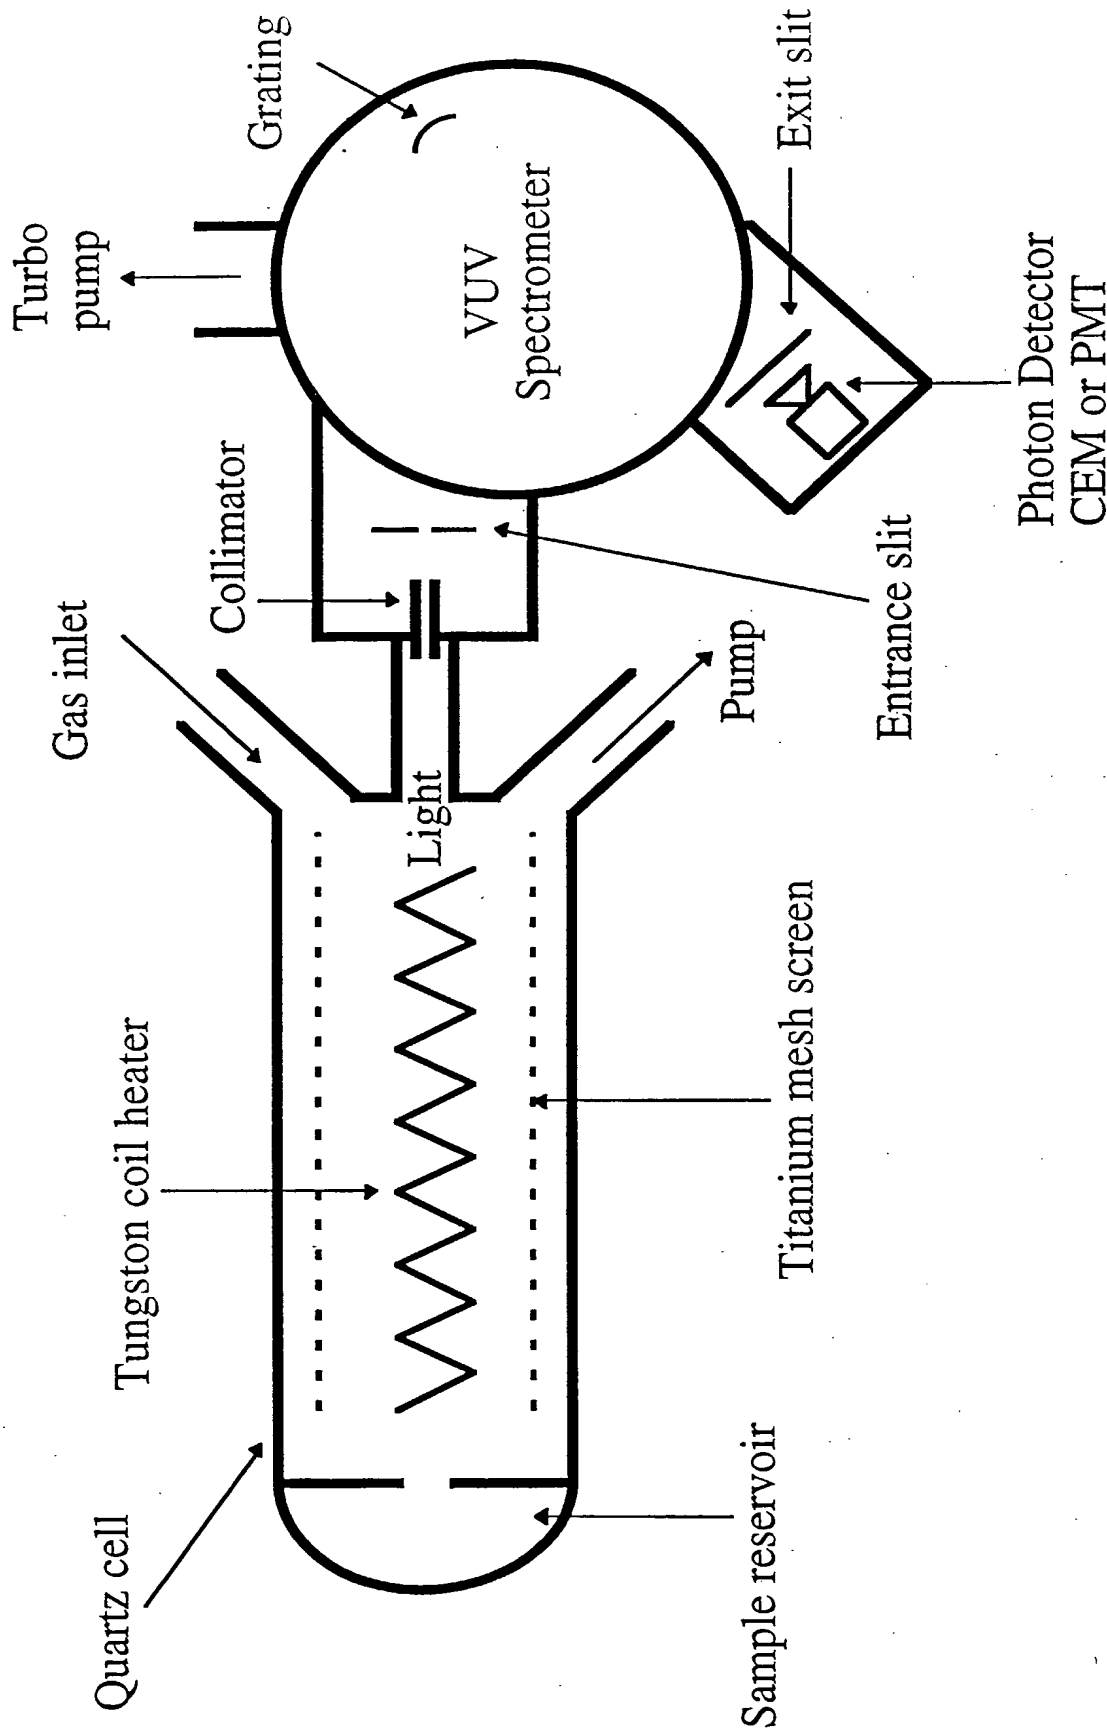 Turbo
pump
Grating
Gas inlet
Collimator
Tungston coil heater
Quartz cell
VUV
Spectrometer
Light
Exit slit
Pump
Entrance slit
Titanium mesh screen
Sample reservoir
Photon Detector
CEM or PMT